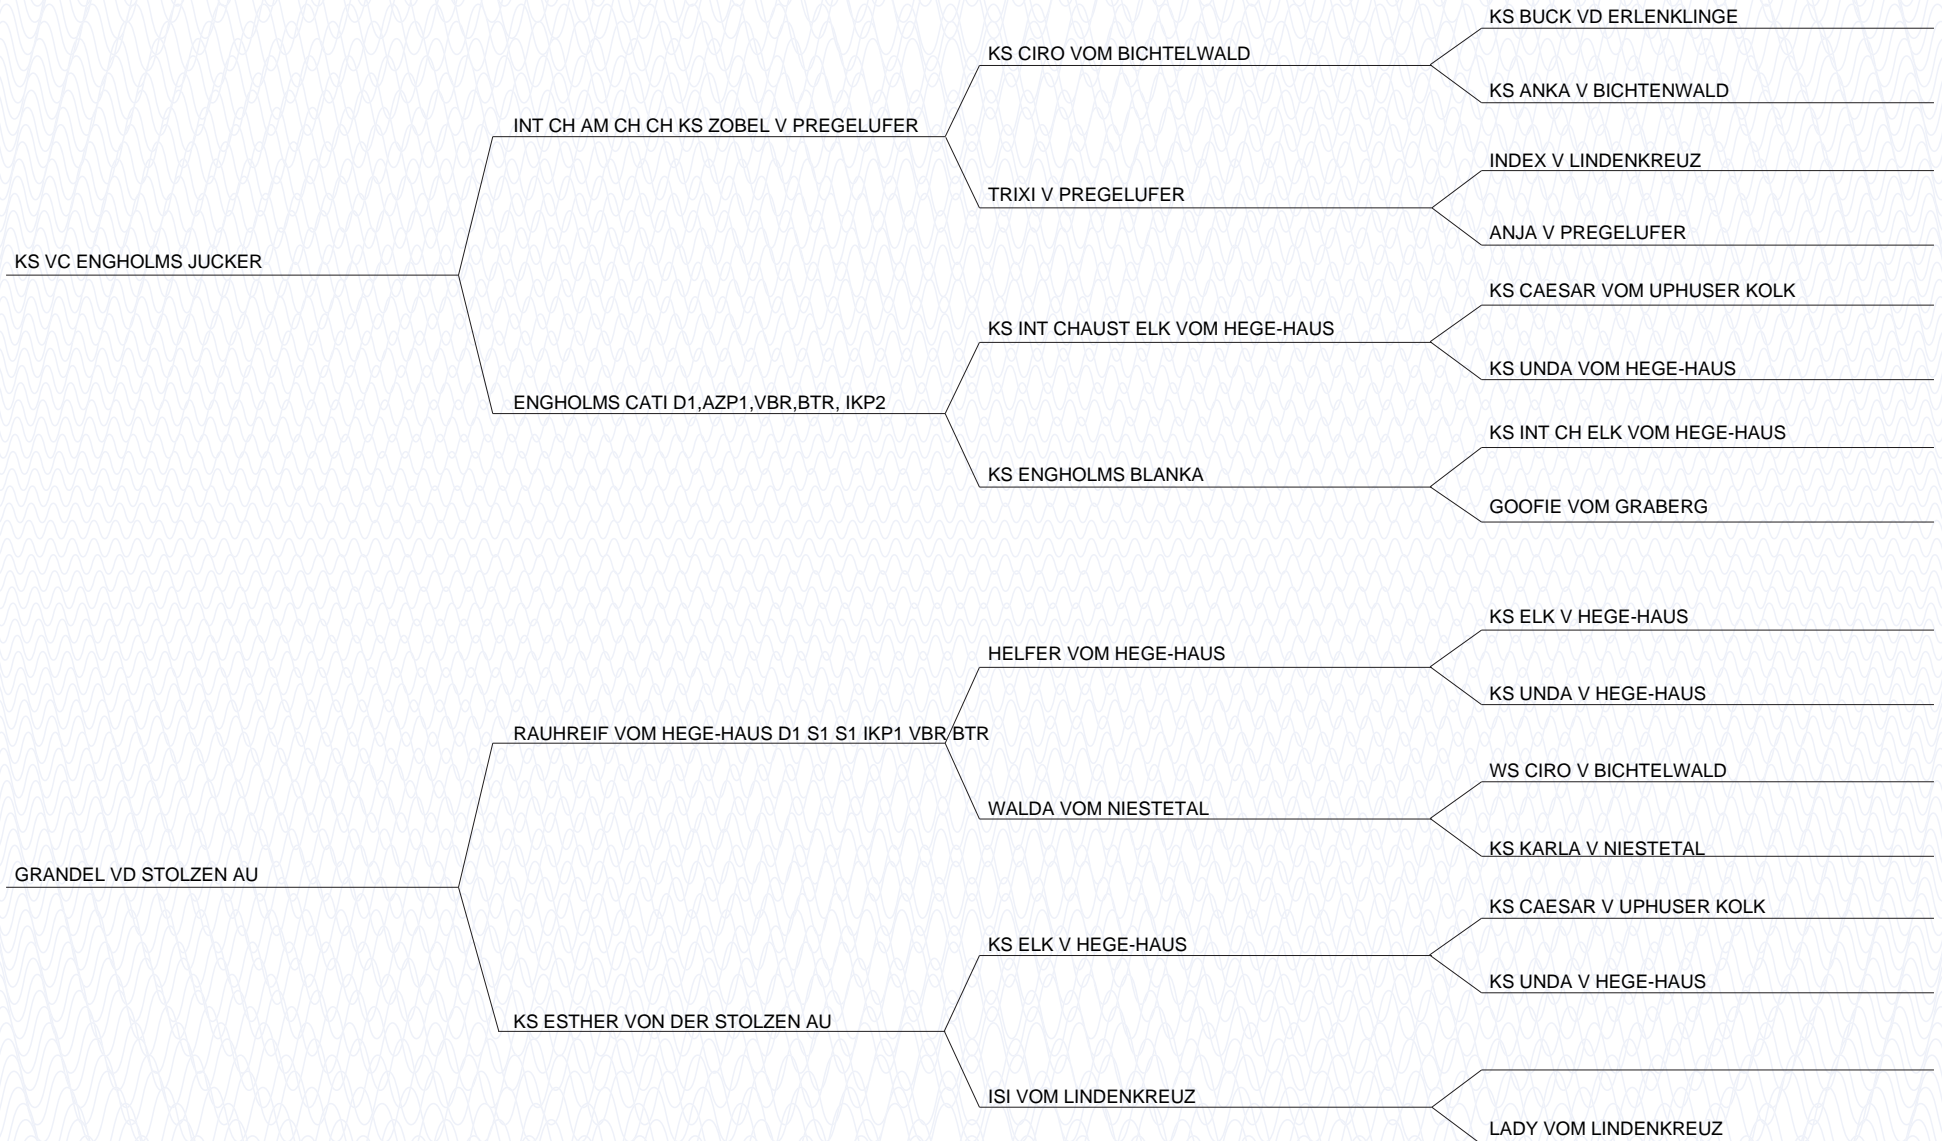 KS BUCK VD ERLENKLINGE
KS CIRO VOM BICHTELWALD
KS ANKA V BICHTENWALD
INT CH AM CH CH KS ZOBEL V PREGELUFER
INDEX V LINDENKREUZ
TRIXI V PREGELUFER
ANJA V PREGELUFER
KS VC ENGHOLMS JUCKER
KS CAESAR VOM UPHUSER KOLK
KS INT CHAUST ELK VOM HEGE-HAUS
KS UNDA VOM HEGE-HAUS
ENGHOLMS CATI D1,AZP1,VBR,BTR, IKP2
KS INT CH ELK VOM HEGE-HAUS
KS ENGHOLMS BLANKA
GOOFIE VOM GRABERG
KS ELK V HEGE-HAUS
HELFER VOM HEGE-HAUS
KS UNDA V HEGE-HAUS
RAUHREIF VOM HEGE-HAUS D1 S1 S1 IKP1 VBR BTR
WS CIRO V BICHTELWALD
WALDA VOM NIESTETAL
KS KARLA V NIESTETAL
GRANDEL VD STOLZEN AU
KS CAESAR V UPHUSER KOLK
KS ELK V HEGE-HAUS
KS UNDA V HEGE-HAUS
KS ESTHER VON DER STOLZEN AU
ISI VOM LINDENKREUZ
LADY VOM LINDENKREUZ